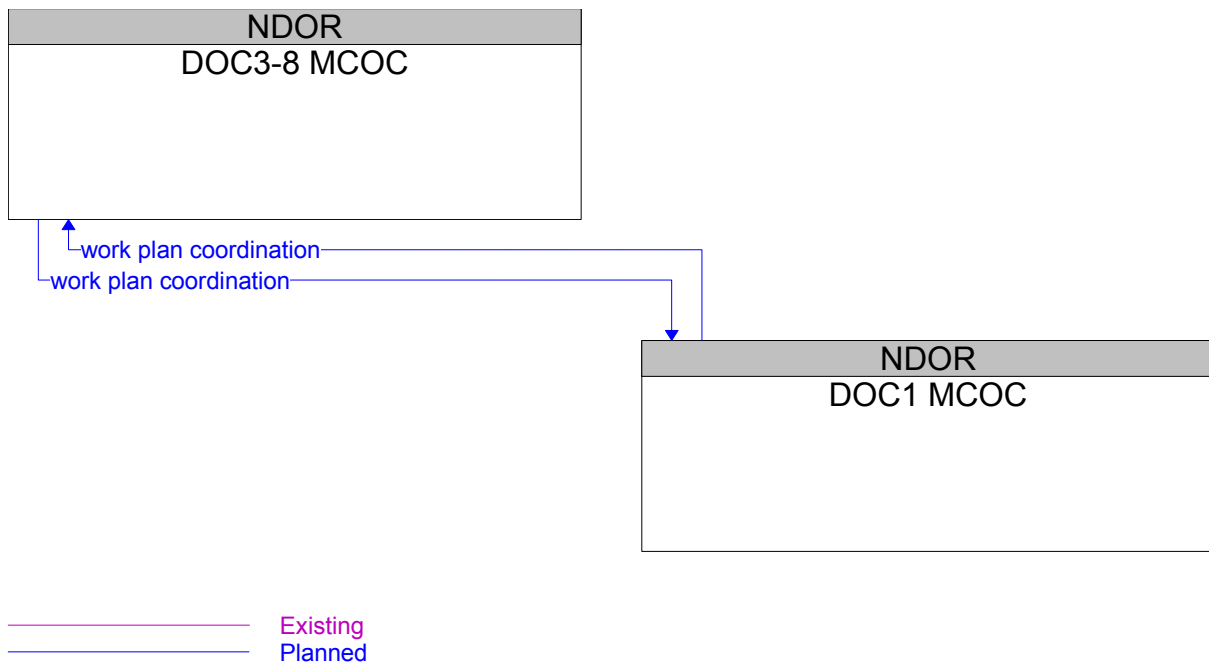 NDOR
DOC3-8 MCOC
work plan coordination
work plan coordination
NDOR
DOC1 MCOC
Existing
Planned